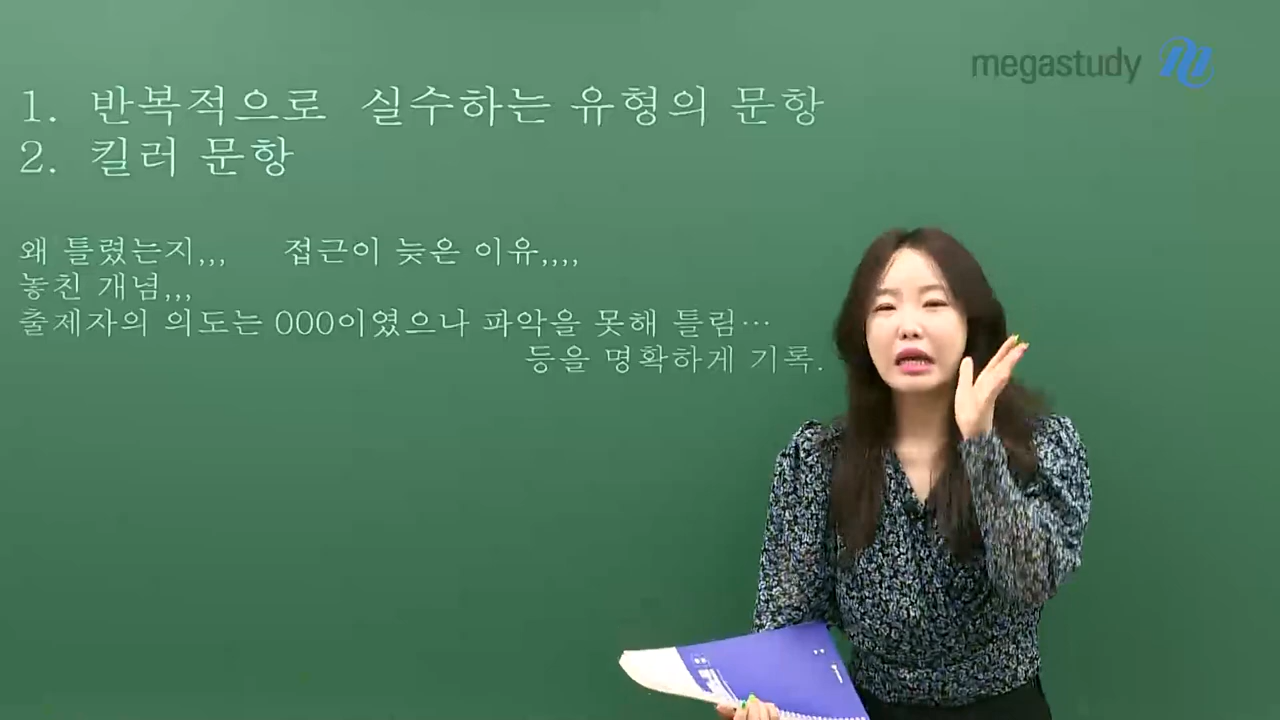 megastudy
1. 반복적으로 실수하는 유형의 문항
2. 킬러 문항
왜 틀렸는지,,, 접근이 늦은 이유,,,,
놓친 개념,,,
출제자의 의도는 000이였으나 파악을 못해 틀림…
등을 명확하게 기록.